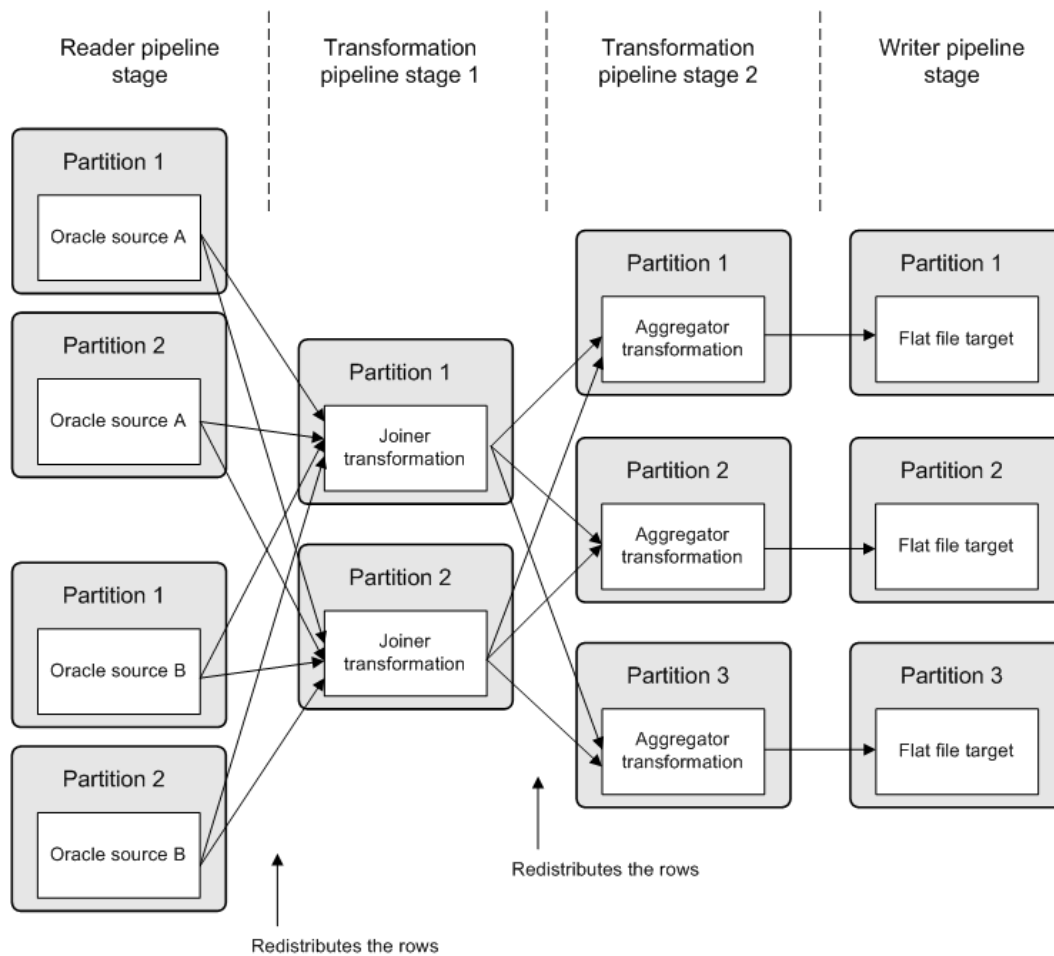 Reader pipeline
stage
Transformation
pipeline stage 1
Transformation
pipeline stage 2
Writer pipeline
stage
Partition 1
Oracle source A
Partition 2
Oracle source A
Partition 1
Oracle source B
Partition 2
Oracle source B
Partition 1
Joiner
transformation
Partition 2
Joiner
transformation
Partition 1
Aggregator
transformation
Partition 2
Aggregator
transformation
Partition 3
Aggregator
transformation
Partition 1
Flat file target
Partition 2
Flat file target
Partition 3
Flat file target
Redistributes the rows
Redistributes the rows